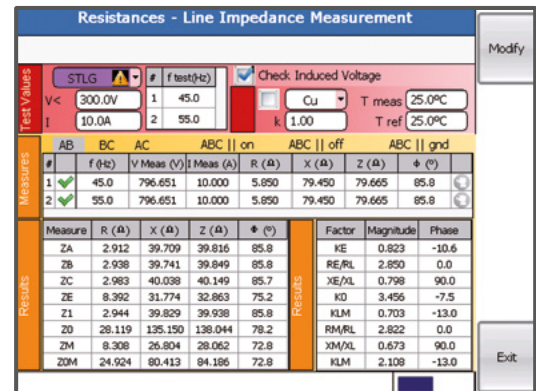 Resistances - Line Impedance Measurement
Modify
Test Values
STLG # f test(Hz) Check Induced Voltage
V< 300.0V 1 45.0 Cu T meas 25.0ºC
I 10.0A 2 55.0 k 1.00 T ref 25.0ºC
Measures
AB BC AC ABC || on ABC || off ABC || gnd
# f (Hz) V Meas (V) I Meas (A) R (Ω) X (Ω) Z (Ω) Φ (º)
1 45.0 796.651 10.000 5.850 79.450 79.665 85.8
2 55.0 796.651 10.000 5.850 79.450 79.665 85.8
Results
Measure R (Ω) X (Ω) Z (Ω) Φ (º)
ZA 2.912 39.709 39.816 85.8
ZB 2.938 39.741 39.849 85.8
ZC 2.983 40.038 40.149 85.7
ZE 8.392 31.774 32.863 75.2
Z1 2.944 39.829 39.938 85.8
Z0 28.119 135.150 138.044 78.2
ZM 8.308 26.804 28.062 72.8
Z0M 24.924 80.413 84.186 72.8
Results
Factor Magnitude Phase
KE 0.823 -10.6
RE/RL 2.850 0.0
XE/XL 0.798 90.0
K0 3.456 -7.5
KLM 0.703 -13.0
RM/RL 2.822 0.0
XM/XL 0.673 90.0
KLM 2.108 -13.0
Exit